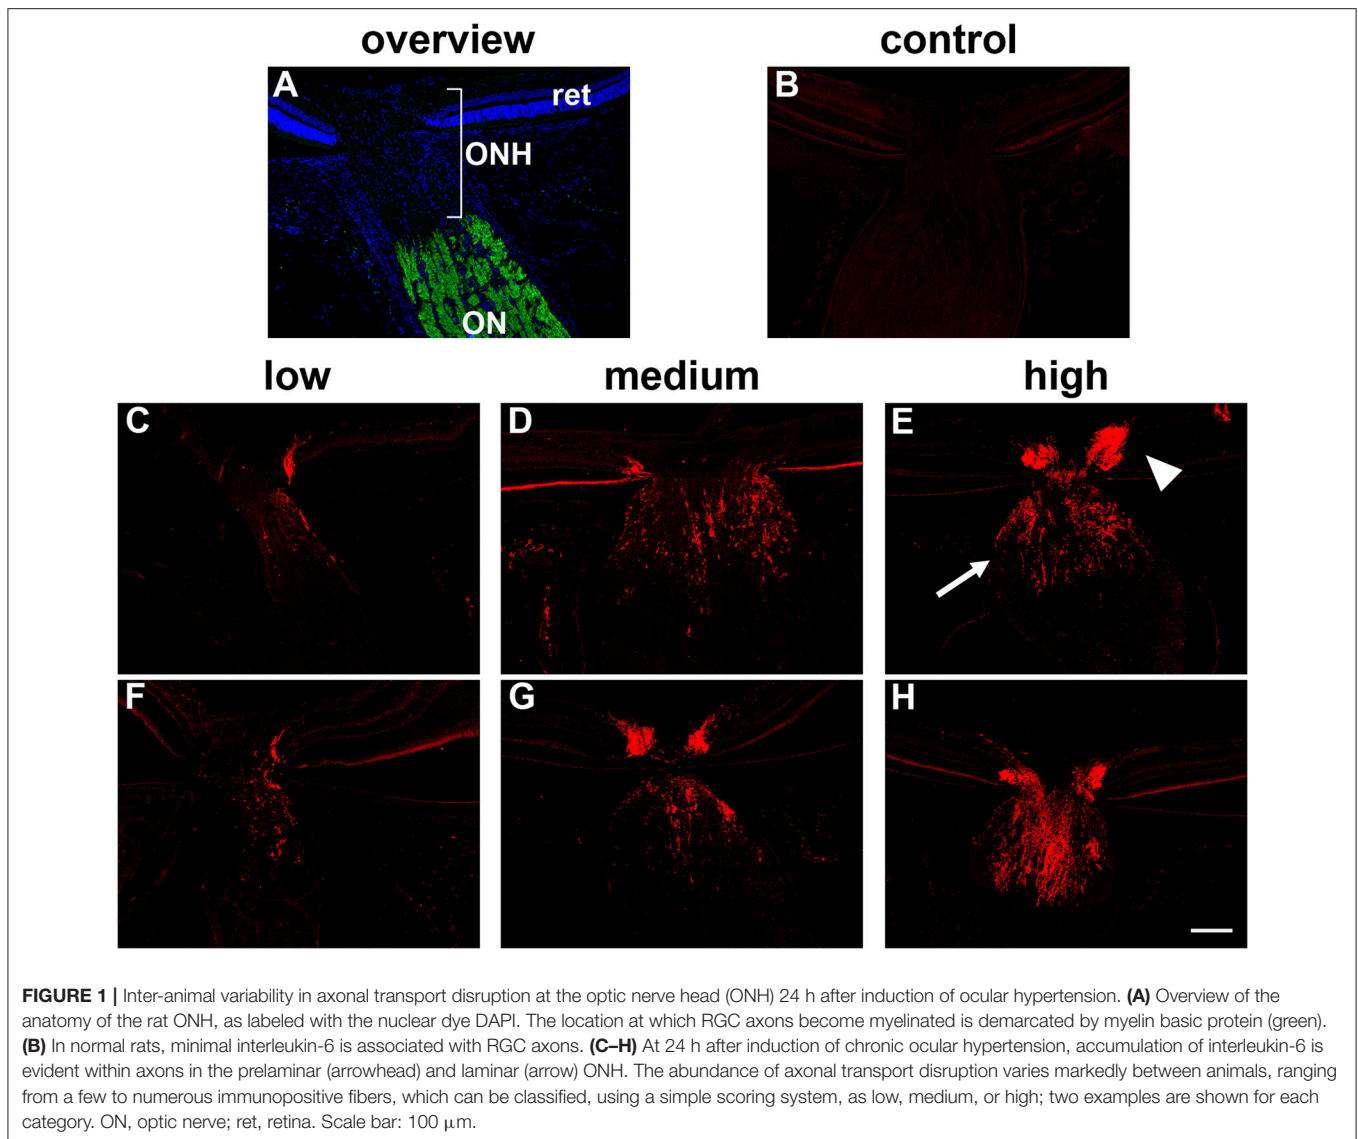 overview
control
A
ret
ONH
ON
B
low
medium
high
C
D
E
F
G
H
FIGURE 1 | Inter-animal variability in axonal transport disruption at the optic nerve head (ONH) 24 h after induction of ocular hypertension. (A) Overview of the
anatomy of the rat ONH, as labeled with the nuclear dye DAPI. The location at which RGC axons become myelinated is demarcated by myelin basic protein (green).
(B) In normal rats, minimal interleukin-6 is associated with RGC axons. (C–H) At 24 h after induction of chronic ocular hypertension, accumulation of interleukin-6 is
evident within axons in the prelaminar (arrowhead) and laminar (arrow) ONH. The abundance of axonal transport disruption varies markedly between animals, ranging
from a few to numerous immunopositive fibers, which can be classified, using a simple scoring system, as low, medium, or high; two examples are shown for each
category. ON, optic nerve; ret, retina. Scale bar: 100 μm.